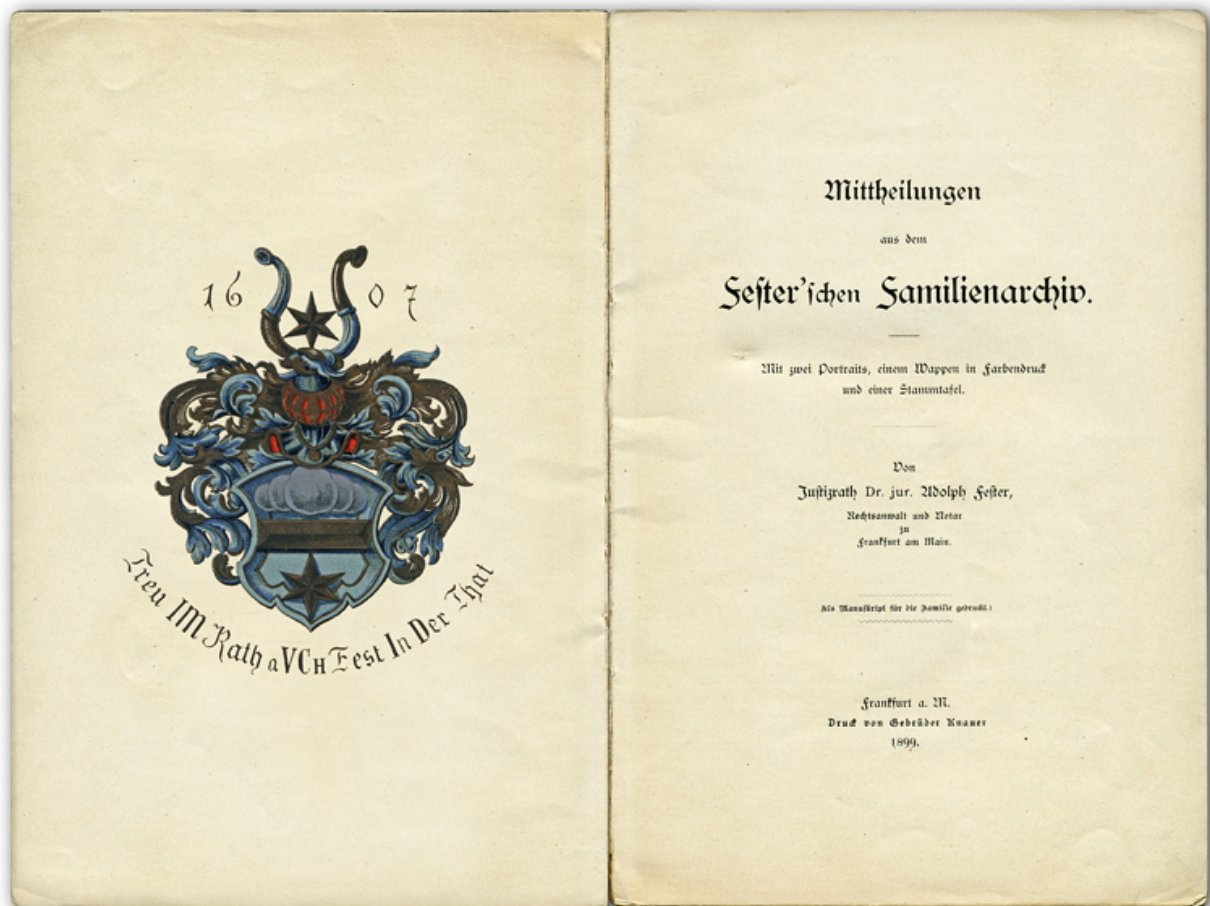 16 07
Treu IM Rath aVCH Fest In Der That
Mittheilungen
aus dem
Fester'schen Familienarchiv.
Mit zwei Portraits, einem Wappen in Farbendruck
und einer Stammtafel.
Von
Justizrath Dr. jur. Adolph Fester,
Rechtsanwalt und Notar
zu
Frankfurt am Main.
(Als Manuskript für die Familie gedruckt.)
Frankfurt a. M.
Druck von Gebrüder Knauer
1899.